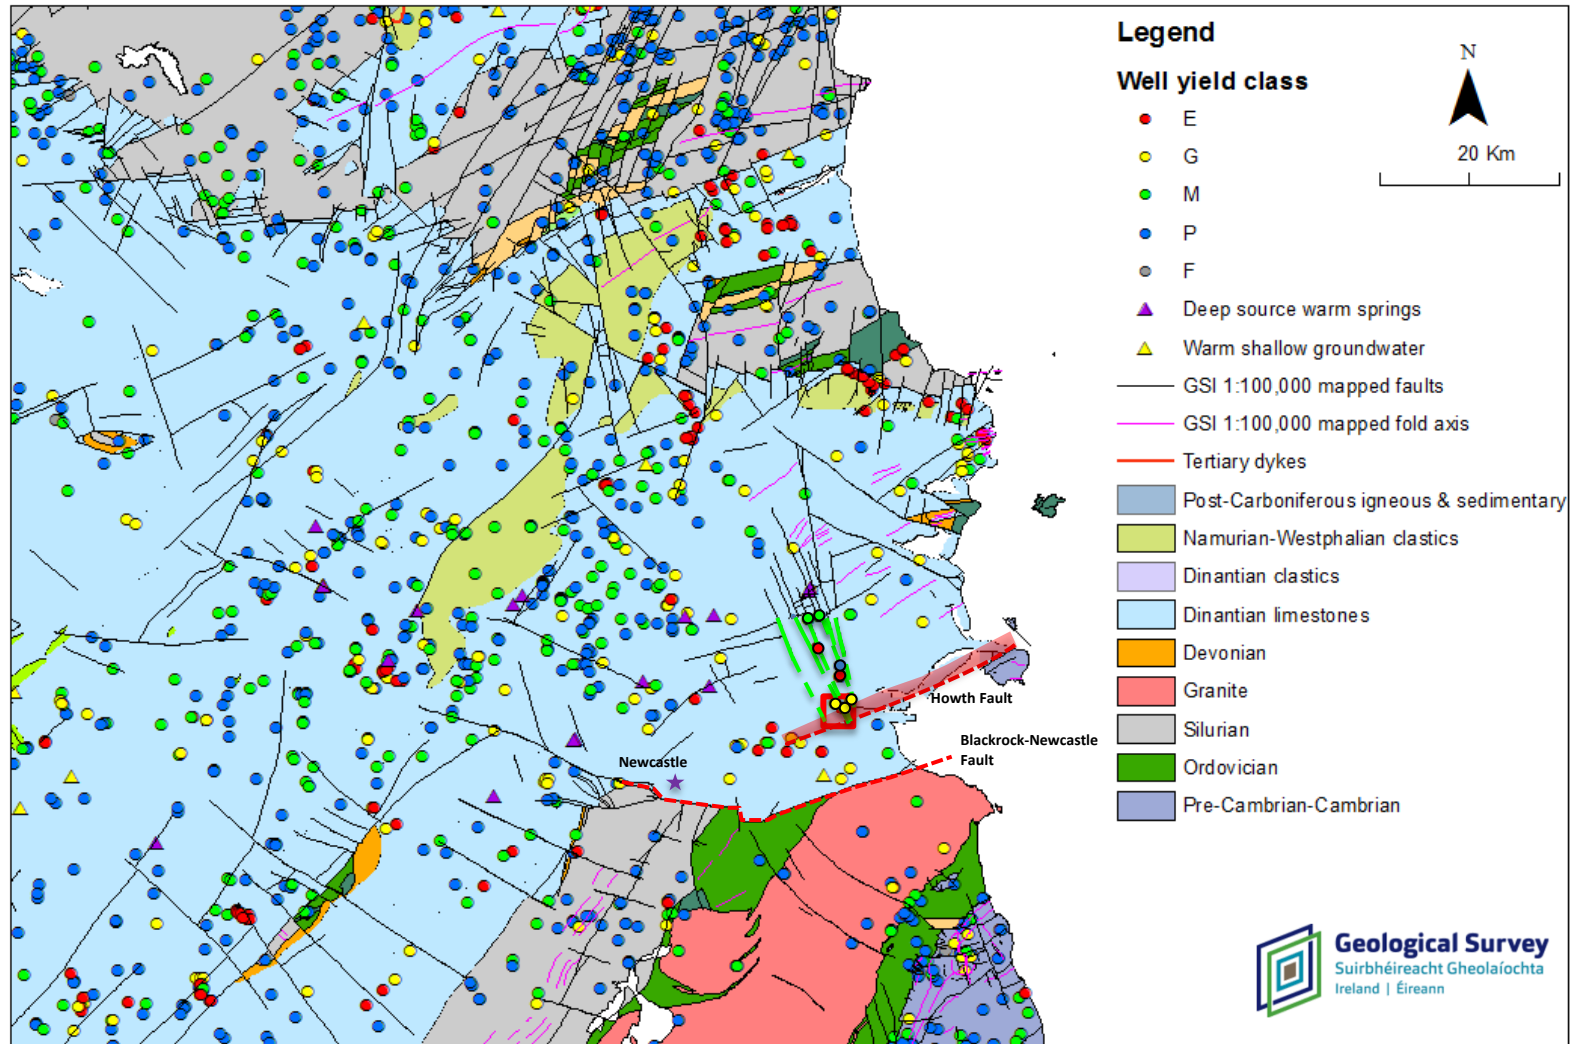 Legend
Well yield class
E
G
M
P
F
Deep source warm springs
Warm shallow groundwater
GSI 1:100,000 mapped faults
GSI 1:100,000 mapped fold axis
Tertiary dykes
Post-Carboniferous igneous & sedimentary
Namurian-Westphalian clastics
Dinantian clastics
Dinantian limestones
Devonian
Granite
Silurian
Ordovician
Pre-Cambrian-Cambrian
N
20 Km
Howth Fault
Blackrock-Newcastle
Fault
Newcastle
Geological Survey
Suirbhéireacht Gheolaíochta
Ireland | Éireann